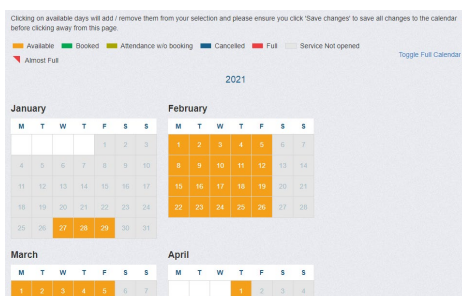 Clicking on available days will add / remove them from your selection and please ensure you click 'Save changes' to save all changes to the calendar
before clicking away from this page.
Available Booked Attendance w/o booking Cancelled Full Service Not opened
Almost Full
Toggle Full Calendar
2021
January
M T W T F S S
1 2 3
4 5 6 7 8 9 10
11 12 13 14 15 16 17
18 19 20 21 22 23 24
25 26 27 28 29 30 31
February
M T W T F S S
1 2 3 4 5 6 7
8 9 10 11 12 13 14
15 16 17 18 19 20 21
22 23 24 25 26 27 28
March
M T W T F S S
1 2 3 4 5 6 7
April
M T W T F S S
1 2 3 4